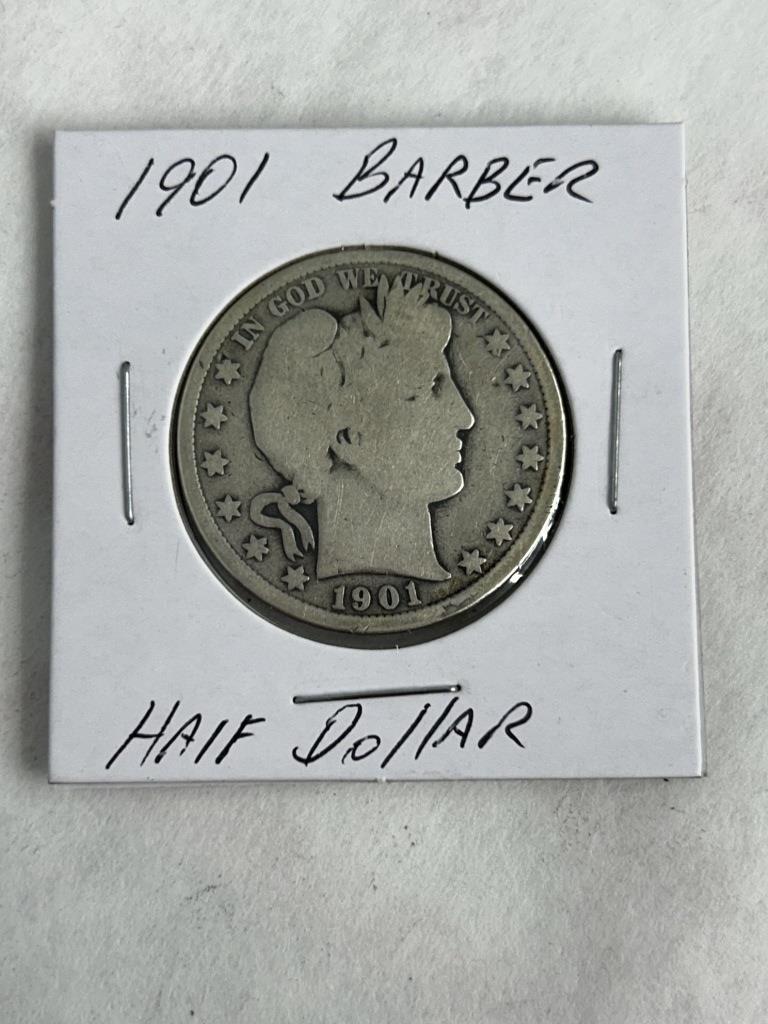 1901 BARBER
IN GOD WE TRUST
1901
HAlF DollAR